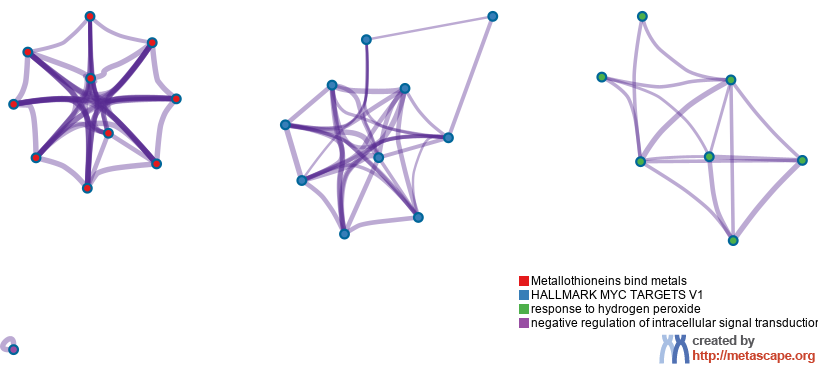 Metallothioneins bind metals
HALLMARK MYC TARGETS V1
response to hydrogen peroxide
negative regulation of intracellular signal transduction
created by
http://metascape.org